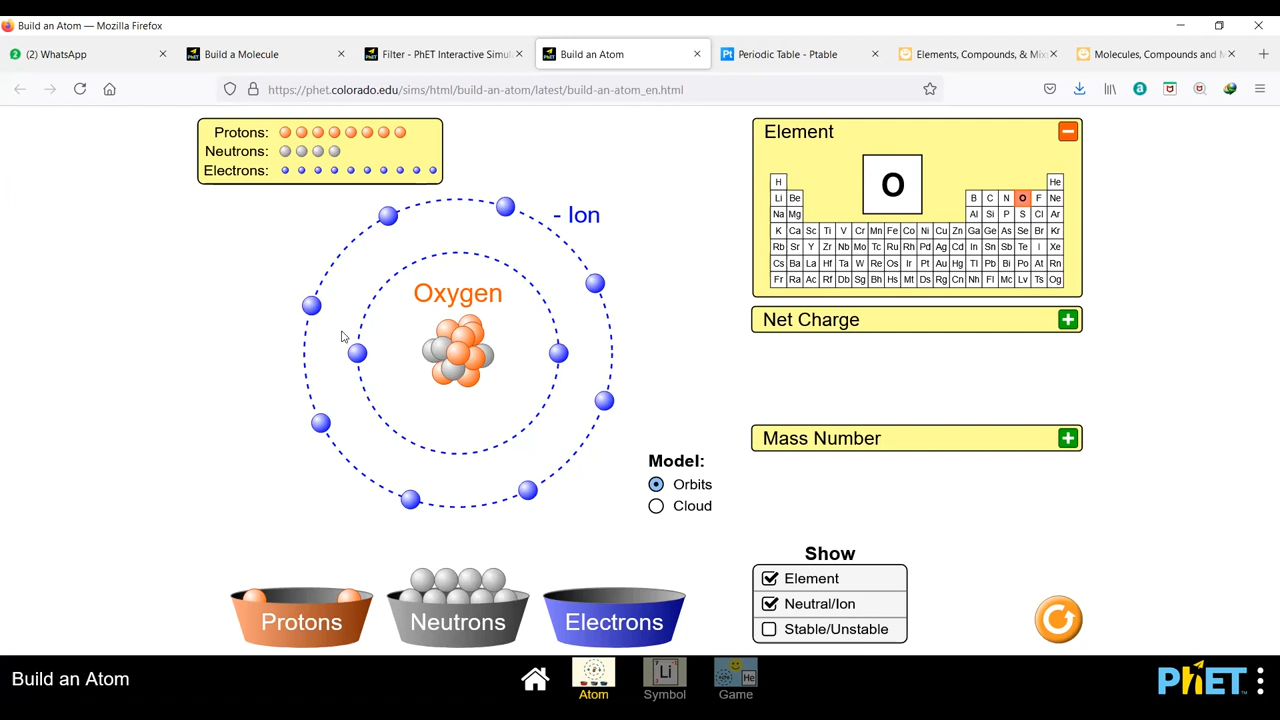 Build an Atom — Mozilla Firefox
(2) WhatsApp
Build a Molecule
Filter - PhET Interactive Simul
Build an Atom
Pt Periodic Table - Ptable
Elements, Compounds, & Mix
Molecules, Compounds and M
https://phet.colorado.edu/sims/html/build-an-atom/latest/build-an-atom_en.html
Protons:
Neutrons:
Electrons:
- Ion
Oxygen
Element
O
H He
Li Be B C N O F Ne
Na Mg Al Si P S Cl Ar
K Ca Sc Ti V Cr Mn Fe Co Ni Cu Zn Ga Ge As Se Br Kr
Rb Sr Y Zr Nb Mo Tc Ru Rh Pd Ag Cd In Sn Sb Te I Xe
Cs Ba La Hf Ta W Re Os Ir Pt Au Hg Tl Pb Bi Po At Rn
Fr Ra Ac Rf Db Sg Bh Hs Mt Ds Rg Cn Nh Fl Mc Lv Ts Og
Net Charge
Mass Number
Model:
Orbits
Cloud
Show
Element
Neutral/Ion
Stable/Unstable
Protons
Neutrons
Electrons
Build an Atom
Atom
Li
Symbol
He
Game
PhET